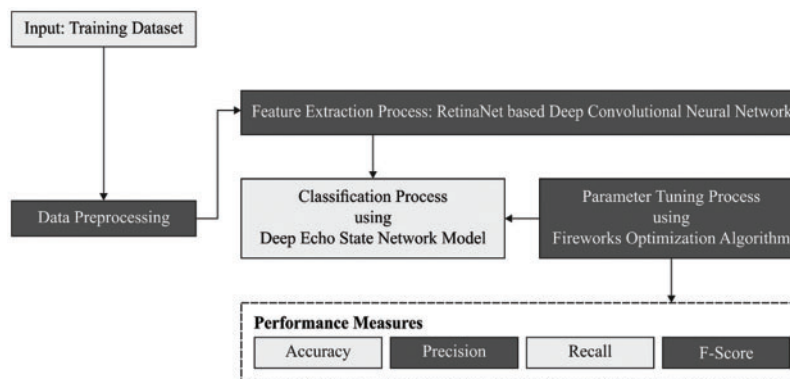 Input: Training Dataset
Feature Extraction Process: RetinaNet based Deep Convolutional Neural Network
Data Preprocessing
Classification Process
using
Deep Echo State Network Model
Parameter Tuning Process
using
Fireworks Optimization Algorithm
Performance Measures
Accuracy
Precision
Recall
F-Score